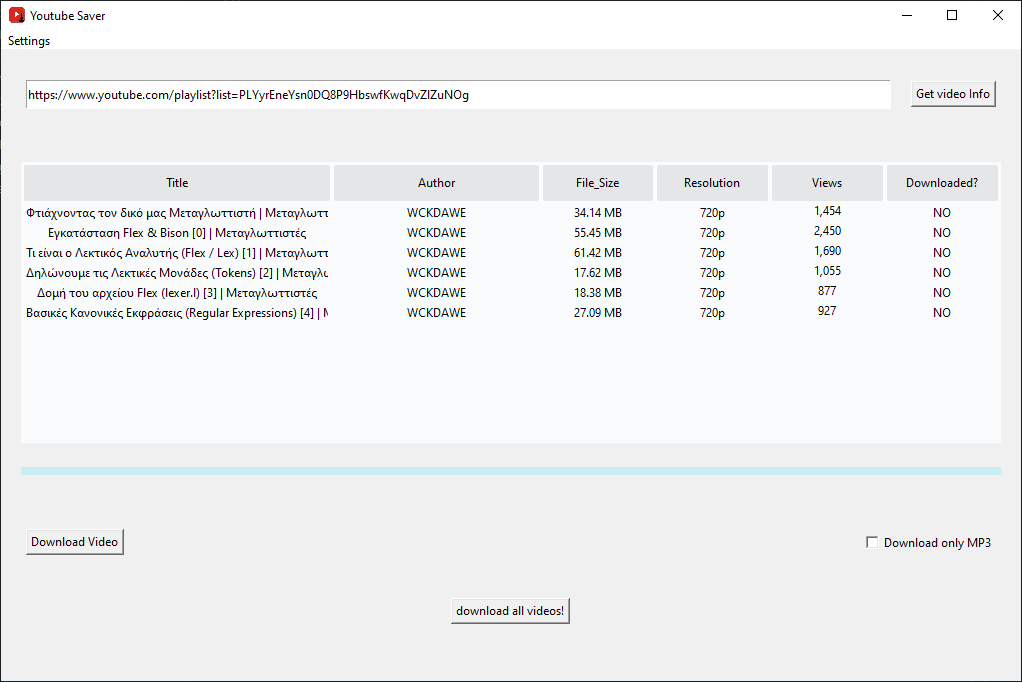 Youtube Saver
Settings
https://www.youtube.com/playlist?list=PLYyrEneYsn0DQ8P9HbswfKwqDvZIZuNOg Get video Info
Title Author File_Size Resolution Views Downloaded?
Φτιάχνοντας τον δικό μας Μεταγλωττιστή | Μεταγλωττ WCKDAWE 34.14 MB 720p 1,454 NO
Εγκατάσταση Flex & Bison [0] | Μεταγλωττιστές WCKDAWE 55.45 MB 720p 2,450 NO
Τι είναι ο Λεκτικός Αναλυτής (Flex / Lex) [1] | Μεταγλωττ WCKDAWE 61.42 MB 720p 1,690 NO
Δηλώνουμε τις Λεκτικές Μονάδες (Tokens) [2] | Μεταγλω WCKDAWE 17.62 MB 720p 1,055 NO
Δομή του αρχείου Flex (lexer.l) [3] | Μεταγλωττιστές WCKDAWE 18.38 MB 720p 877 NO
Βασικές Κανονικές Εκφράσεις (Regular Expressions) [4] | WCKDAWE 27.09 MB 720p 927 NO
Download Video Download only MP3
download all videos!